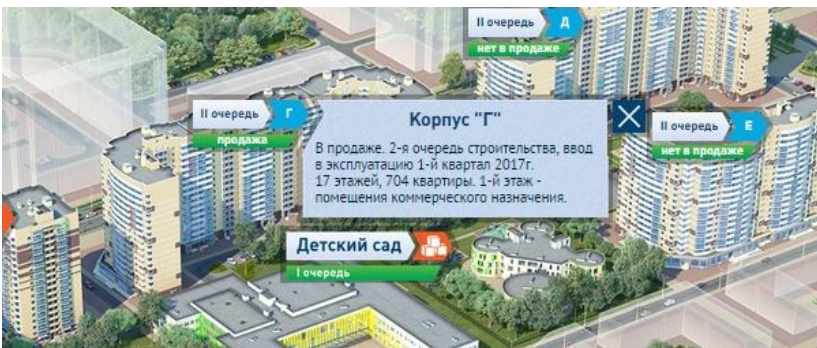 II очередь Д
нет в продаже
II очередь Г
продажа
Корпус "Г"
В продаже. 2-я очередь строительства, ввод
в эксплуатацию 1-й квартал 2017г.
17 этажей, 704 квартиры. 1-й этаж -
помещения коммерческого назначения.
II очередь Е
нет в продаже
Детский сад
I очередь